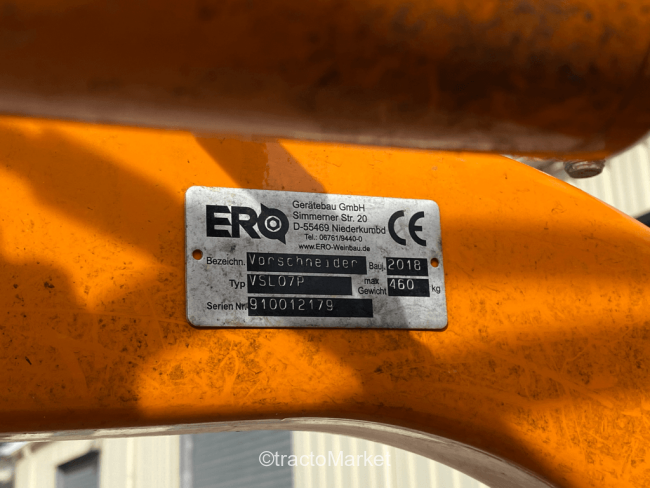 ERO
Gerätebau GmbH
Simmerner Str. 20
D-55469 Niederkumbd
Tel.: 06761/9440-0
www.ERO-Weinbau.de
CE
Bezeichn. Vorschneider Bauj. 2018
Typ VSL07P max. Gewicht 460 kg
Serien Nr. 910012179
©tractoMarket